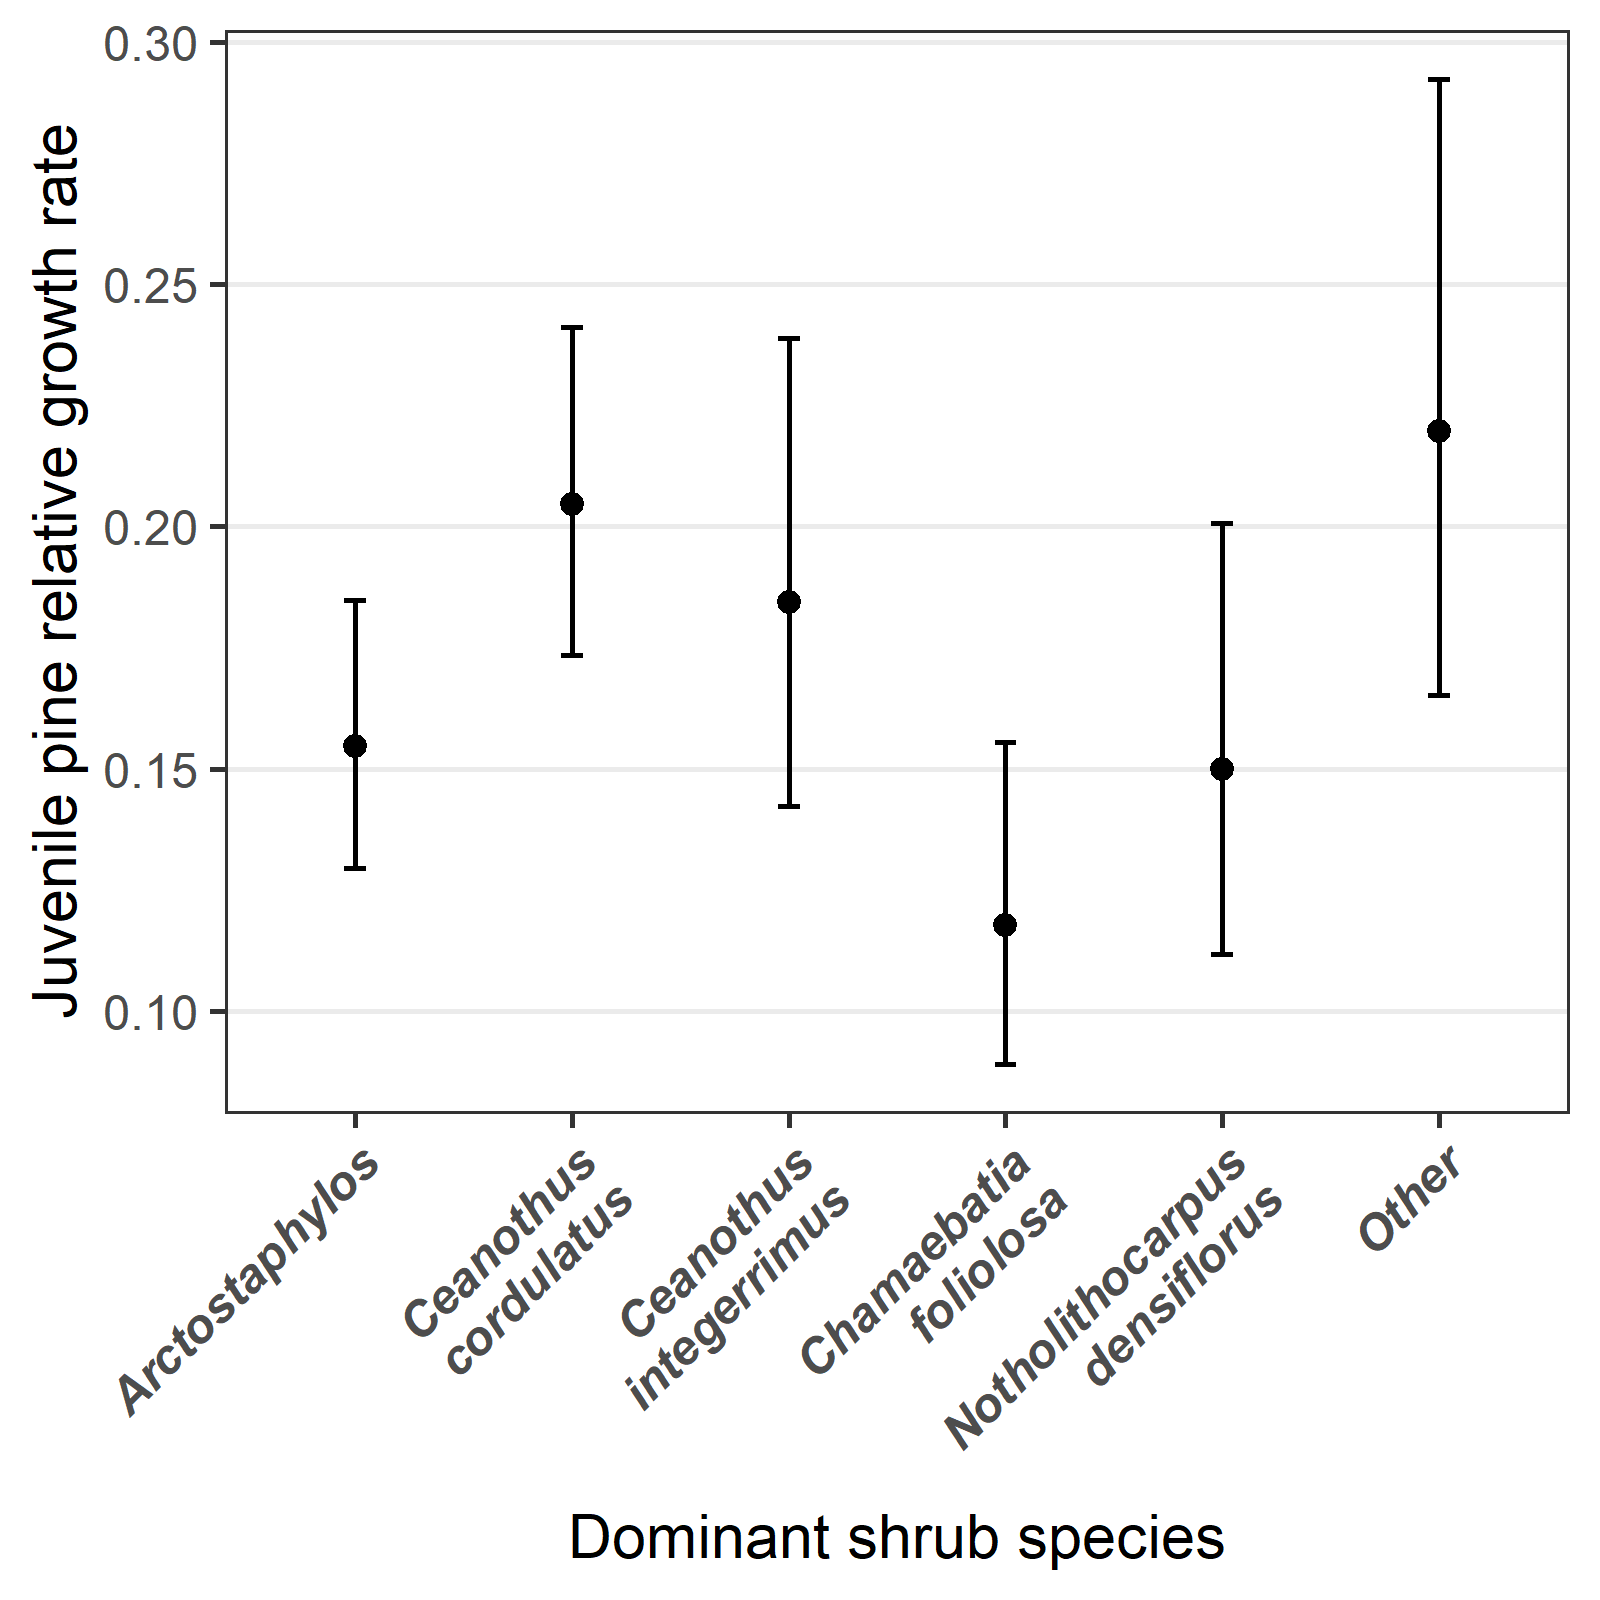 0.30
0.25
0.20
0.15
0.10
Juvenile pine relative growth rate
Arctostaphylos
Ceanothus
cordulatus
Ceanothus
integerrimus
Chamaebatia
foliolosa
Notholithocarpus
densiflorus
Other
Dominant shrub species